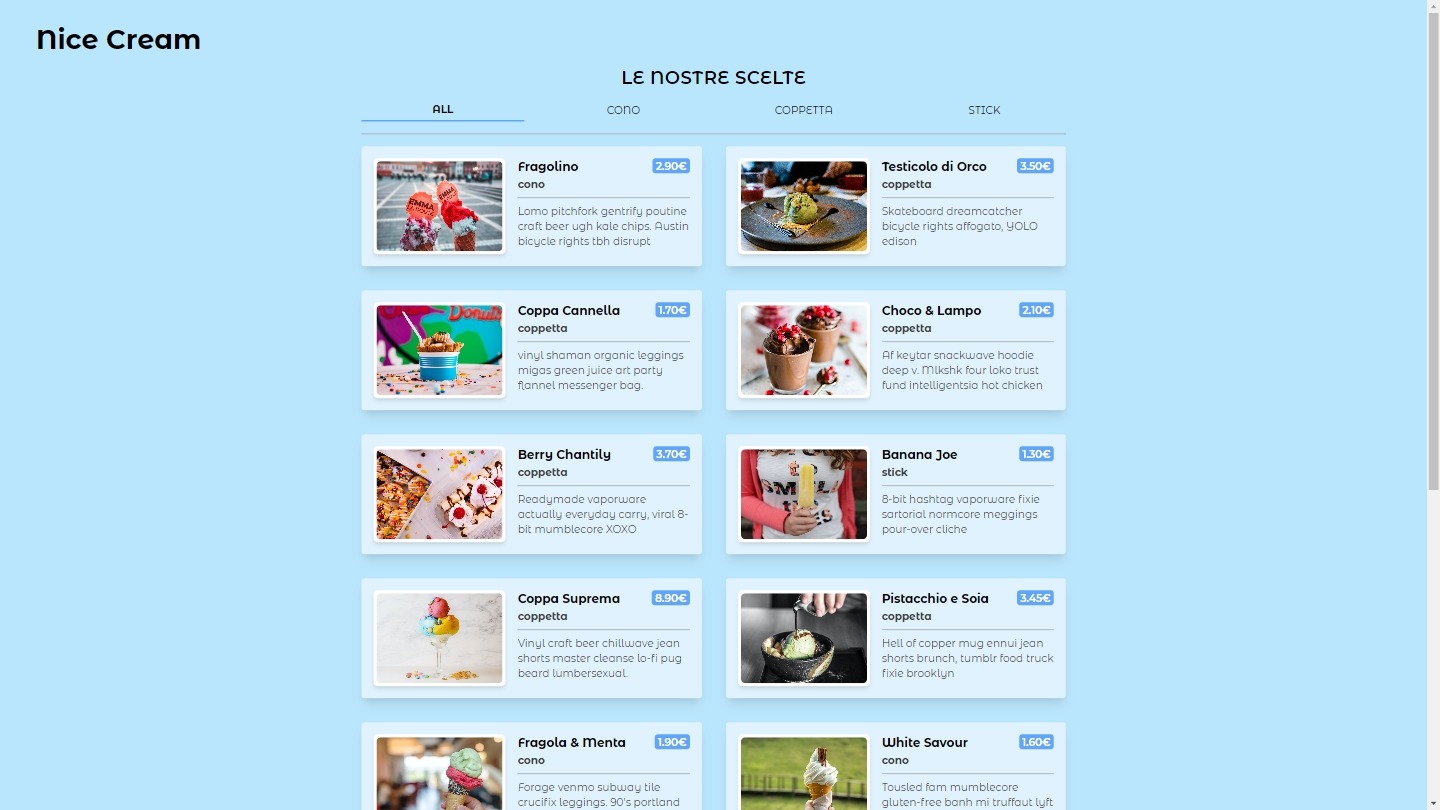 Nice Cream
LE NOSTRE SCELTE
ALL
CONO
COPPETTA
STICK
Fragolino 2.90€
cono
Lomo pitchfork gentrify poutine
craft beer ugh kale chips. Austin
bicycle rights tbh disrupt
Testicolo di Orco 3.50€
coppetta
Skateboard dreamcatcher
bicycle rights affogato, YOLO
edison
Coppa Cannella 1.70€
coppetta
vinyl shaman organic leggings
migas green juice art party
flannel messenger bag.
Choco & Lampo 2.10€
coppetta
Af keytar snackwave hoodie
deep v. Mlkshk four loko trust
fund intelligentsia hot chicken
Berry Chantily 3.70€
coppetta
Readymade vaporware
actually everyday carry, viral 8-
bit mumblecore XOXO
Banana Joe 1.30€
stick
8-bit hashtag vaporware fixie
sartorial normcore meggings
pour-over cliche
Coppa Suprema 8.90€
coppetta
Vinyl craft beer chillwave jean
shorts master cleanse lo-fi pug
beard lumbersexual.
Pistacchio e Soia 3.45€
coppetta
Hell of copper mug ennui jean
shorts brunch, tumblr food truck
fixie brooklyn
Fragola & Menta 1.90€
cono
Forage venmo subway tile
crucifix leggings. 90's portland
White Savour 1.60€
cono
Tousled fam mumblecore
gluten-free banh mi truffaut lyft